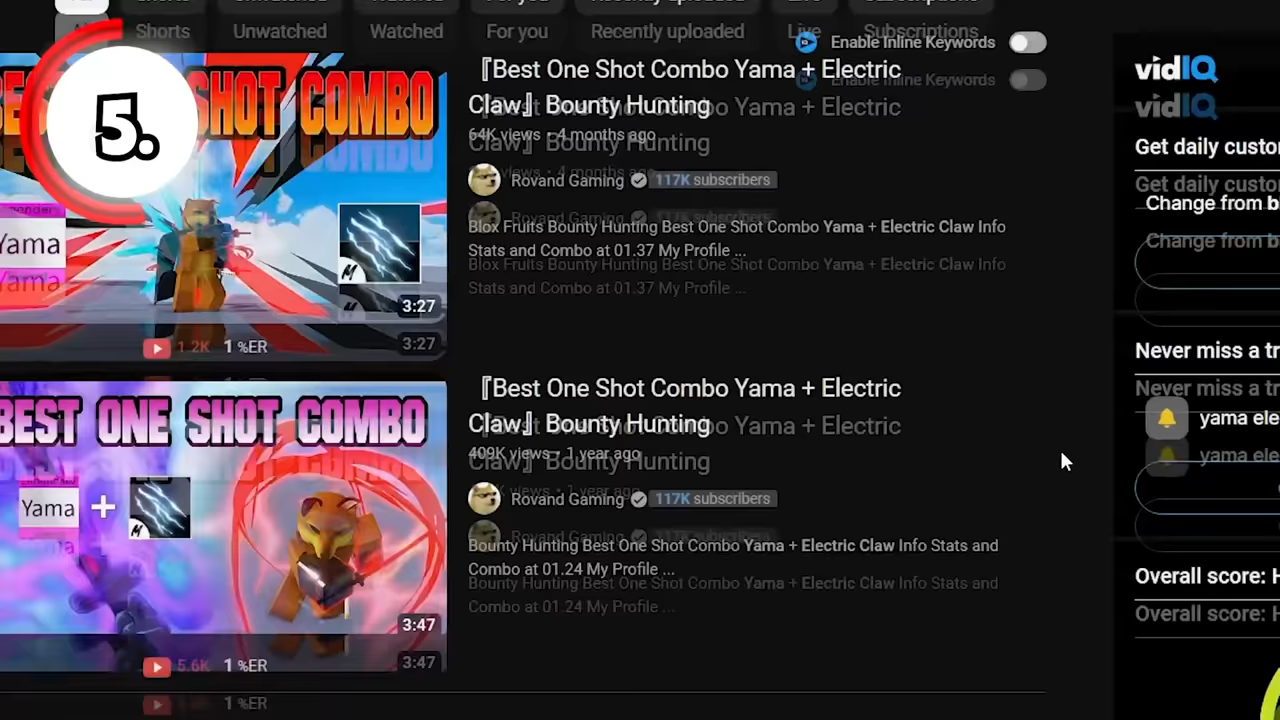 All Shorts Unwatched Watched For you Recently uploaded Live Subscriptions
Enable Inline Keywords
5.
SHOT COMBO
Yama
3:27
1.2K 1 %ER
『Best One Shot Combo Yama + Electric
Claw』Bounty Hunting
64K views • 4 months ago
Rovand Gaming 117K subscribers
Blox Fruits Bounty Hunting Best One Shot Combo Yama + Electric Claw Info
Stats and Combo at 01.37 My Profile ...
BEST ONE SHOT COMBO
Yama +
3:47
5.6K 1 %ER
『Best One Shot Combo Yama + Electric
Claw』Bounty Hunting
409K views • 1 year ago
Rovand Gaming 117K subscribers
Bounty Hunting Best One Shot Combo Yama + Electric Claw Info Stats and
Combo at 01.24 My Profile ...
vidIQ
Get daily custo
Change from b
Never miss a tr
yama ele
Overall score: H